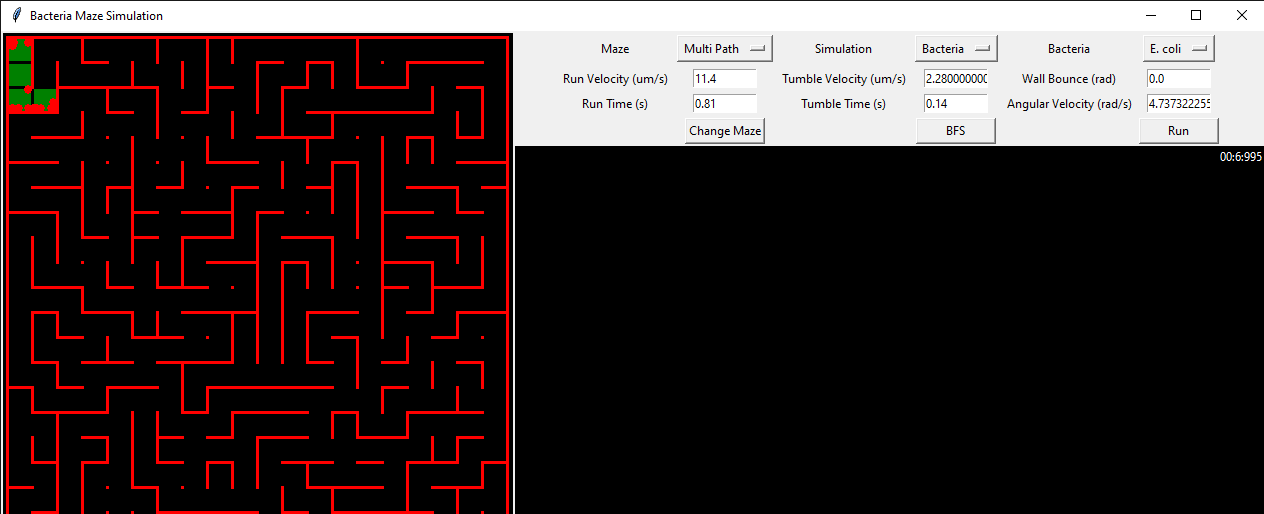 Bacteria Maze Simulation
Maze Multi Path Simulation Bacteria Bacteria E. coli
Run Velocity (um/s) 11.4 Tumble Velocity (um/s) 2.280000000 Wall Bounce (rad) 0.0
Run Time (s) 0.81 Tumble Time (s) 0.14 Angular Velocity (rad/s) 4.737322255
Change Maze BFS Run
00:6:995